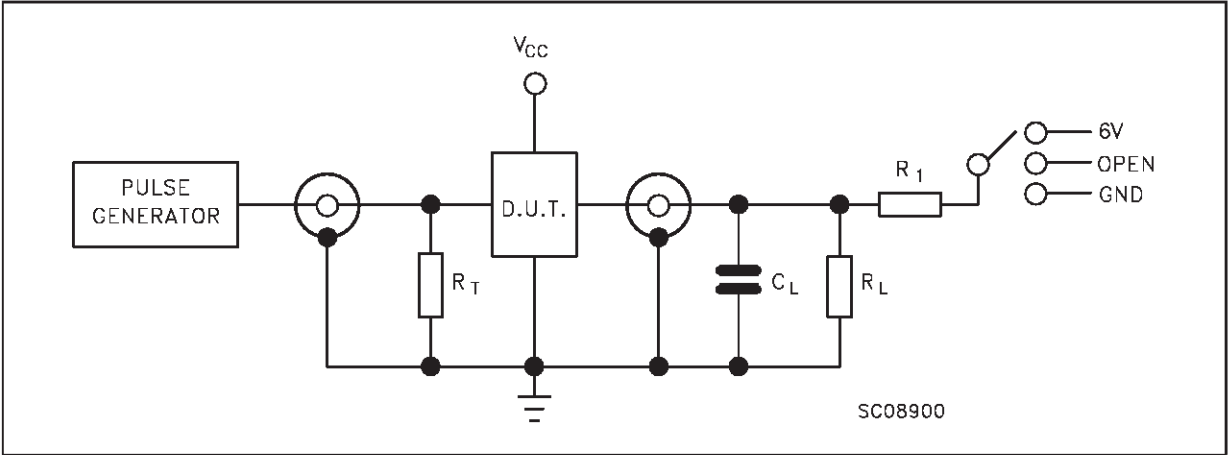 VCC
PULSE
GENERATOR
D.U.T.
RT
CL
RL
R1
6V
OPEN
GND
SC08900